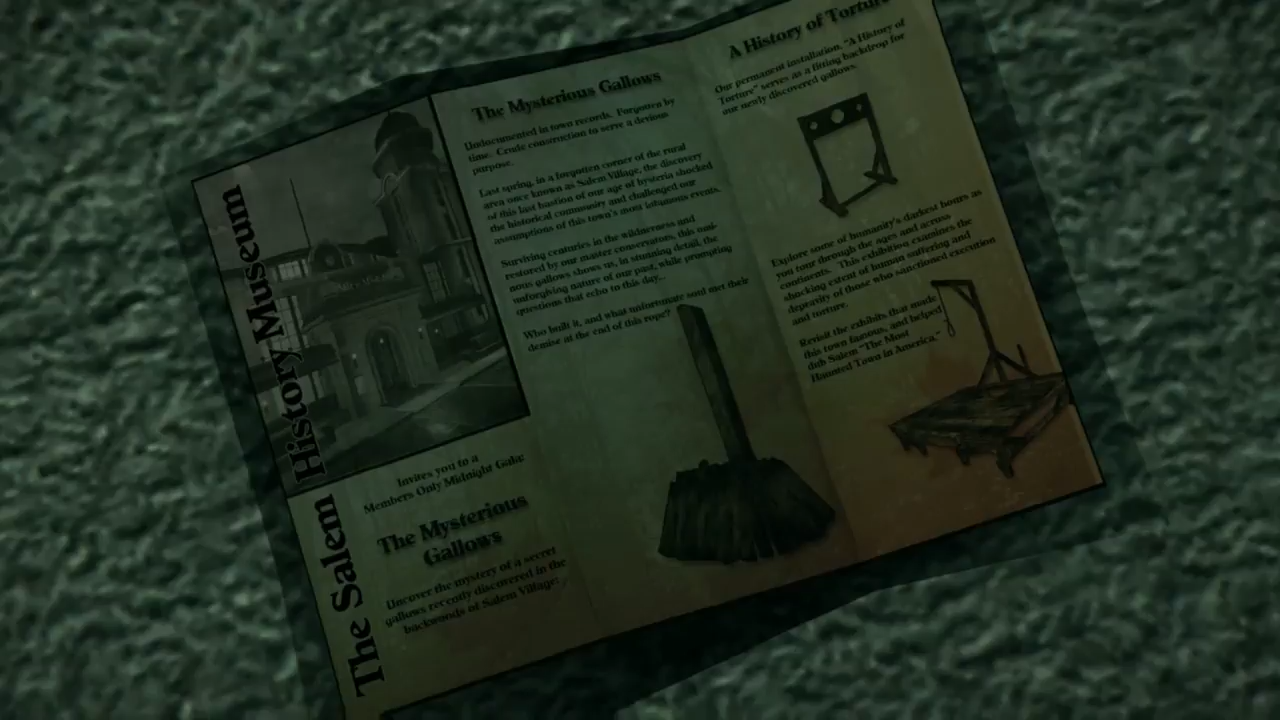 The Salem History Museum
Invites you to a
Members Only Midnight Gala:
The Mysterious
Gallows
Uncover the mystery of a secret
gallows recently discovered in the
backwoods of Salem Village:
The Mysterious Gallows
Undocumented in town records. Forgotten by
time. Crude construction to serve a devious
purpose.
Last spring, in a forgotten corner of the rural
area once known as Salem Village, the discovery
of this last bastion of our age of hysteria shocked
the historical community and challenged our
assumptions of this town's most infamous events.
Surviving centuries in the wilderness and
restored by our master conservators, this omi-
nous gallows shows us, in stunning detail, the
unforgiving nature of our past, while prompting
questions that echo to this day...
Who built it, and what unfortunate soul met their
demise at the end of this rope?
A History of Torture
Our permanent installation, "A History of
Torture" serves as a fitting backdrop for
our newly discovered gallows.
Explore some of humanity's darkest hours as
you tour through the ages and across
continents. This exhibition examines the
shocking extent of human suffering and
depravity of those who sanctioned execution
and torture.
Revisit the exhibits that made
this town famous, and helped
dub Salem "The Most
Haunted Town in America."